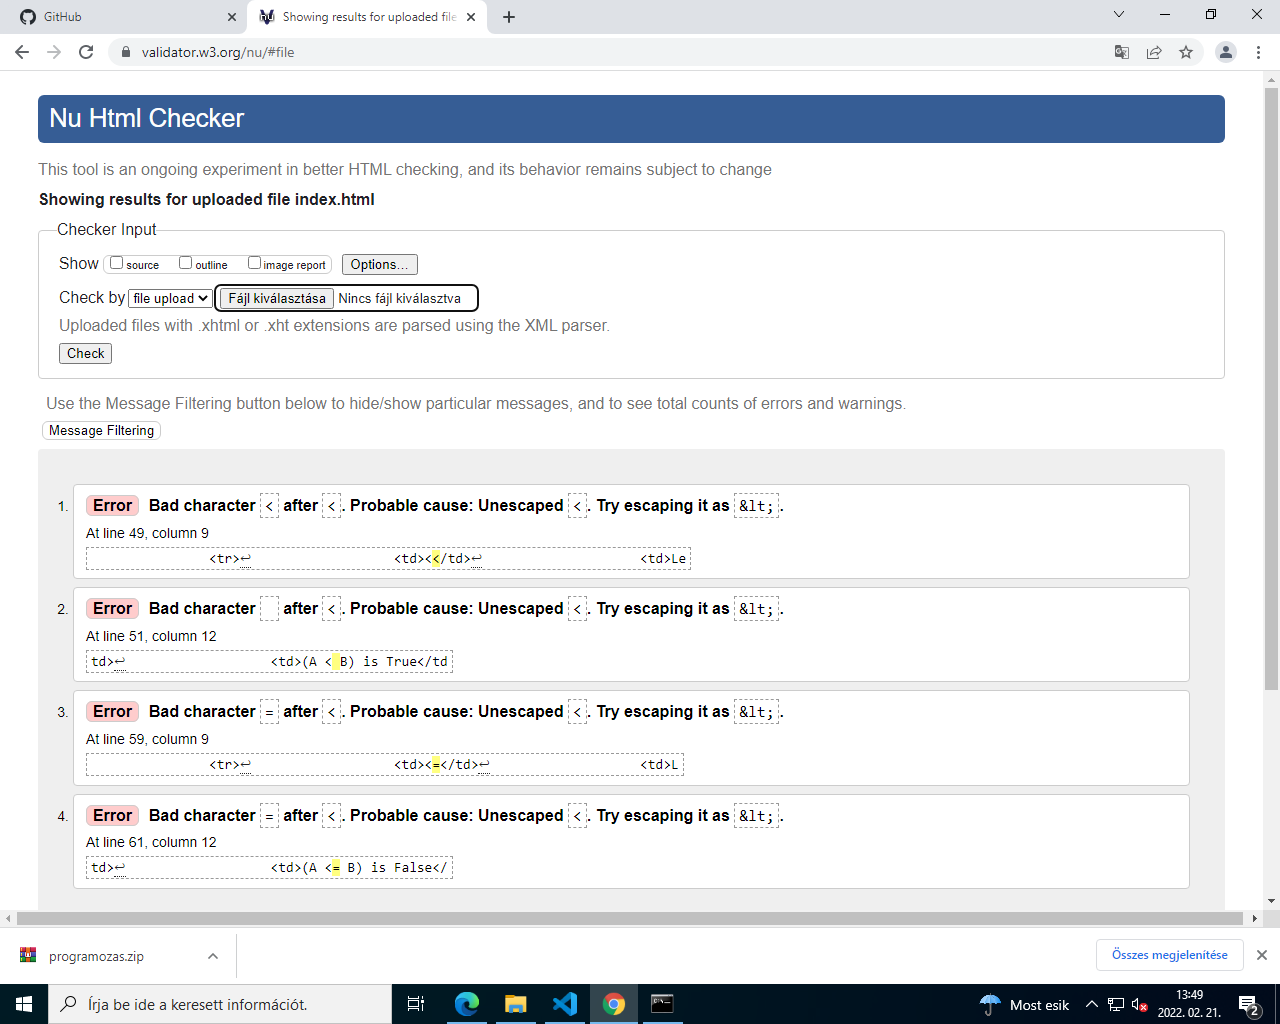 GitHub
Showing results for uploaded file
validator.w3.org/nu/#file
Nu Html Checker
This tool is an ongoing experiment in better HTML checking, and its behavior remains subject to change
Showing results for uploaded file index.html
Checker Input
Show source outline image report Options...
Check by file upload Fájl kiválasztása Nincs fájl kiválasztva
Uploaded files with .xhtml or .xht extensions are parsed using the XML parser.
Check
Use the Message Filtering button below to hide/show particular messages, and to see total counts of errors and warnings.
Message Filtering
1. Error Bad character < after <. Probable cause: Unescaped <. Try escaping it as &lt;.
At line 49, column 9
<tr>↩ <td><</td>↩ <td>Le
2. Error Bad character   after <. Probable cause: Unescaped <. Try escaping it as &lt;.
At line 51, column 12
td>↩ <td>(A < B) is True</td
3. Error Bad character = after <. Probable cause: Unescaped <. Try escaping it as &lt;.
At line 59, column 9
<tr>↩ <td><=</td>↩ <td>L
4. Error Bad character = after <. Probable cause: Unescaped <. Try escaping it as &lt;.
At line 61, column 12
td>↩ <td>(A <= B) is False</
programozas.zip
Összes megjelenítése
Írja be ide a keresett információt.
Most esik
13:49
2022. 02. 21.
2